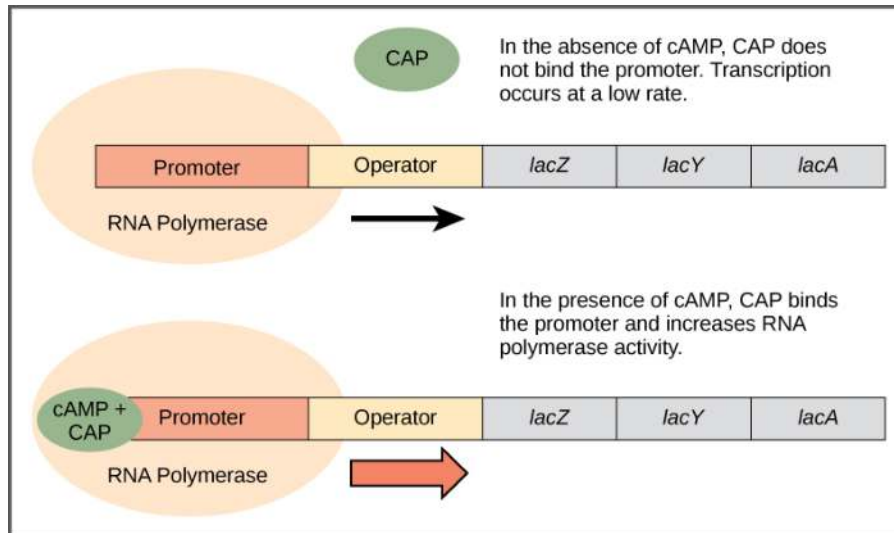 CAP
In the absence of cAMP, CAP does
not bind the promoter. Transcription
occurs at a low rate.
Promoter Operator lacZ lacY lacA
RNA Polymerase
In the presence of cAMP, CAP binds
the promoter and increases RNA
polymerase activity.
cAMP +
CAP
Promoter Operator lacZ lacY lacA
RNA Polymerase